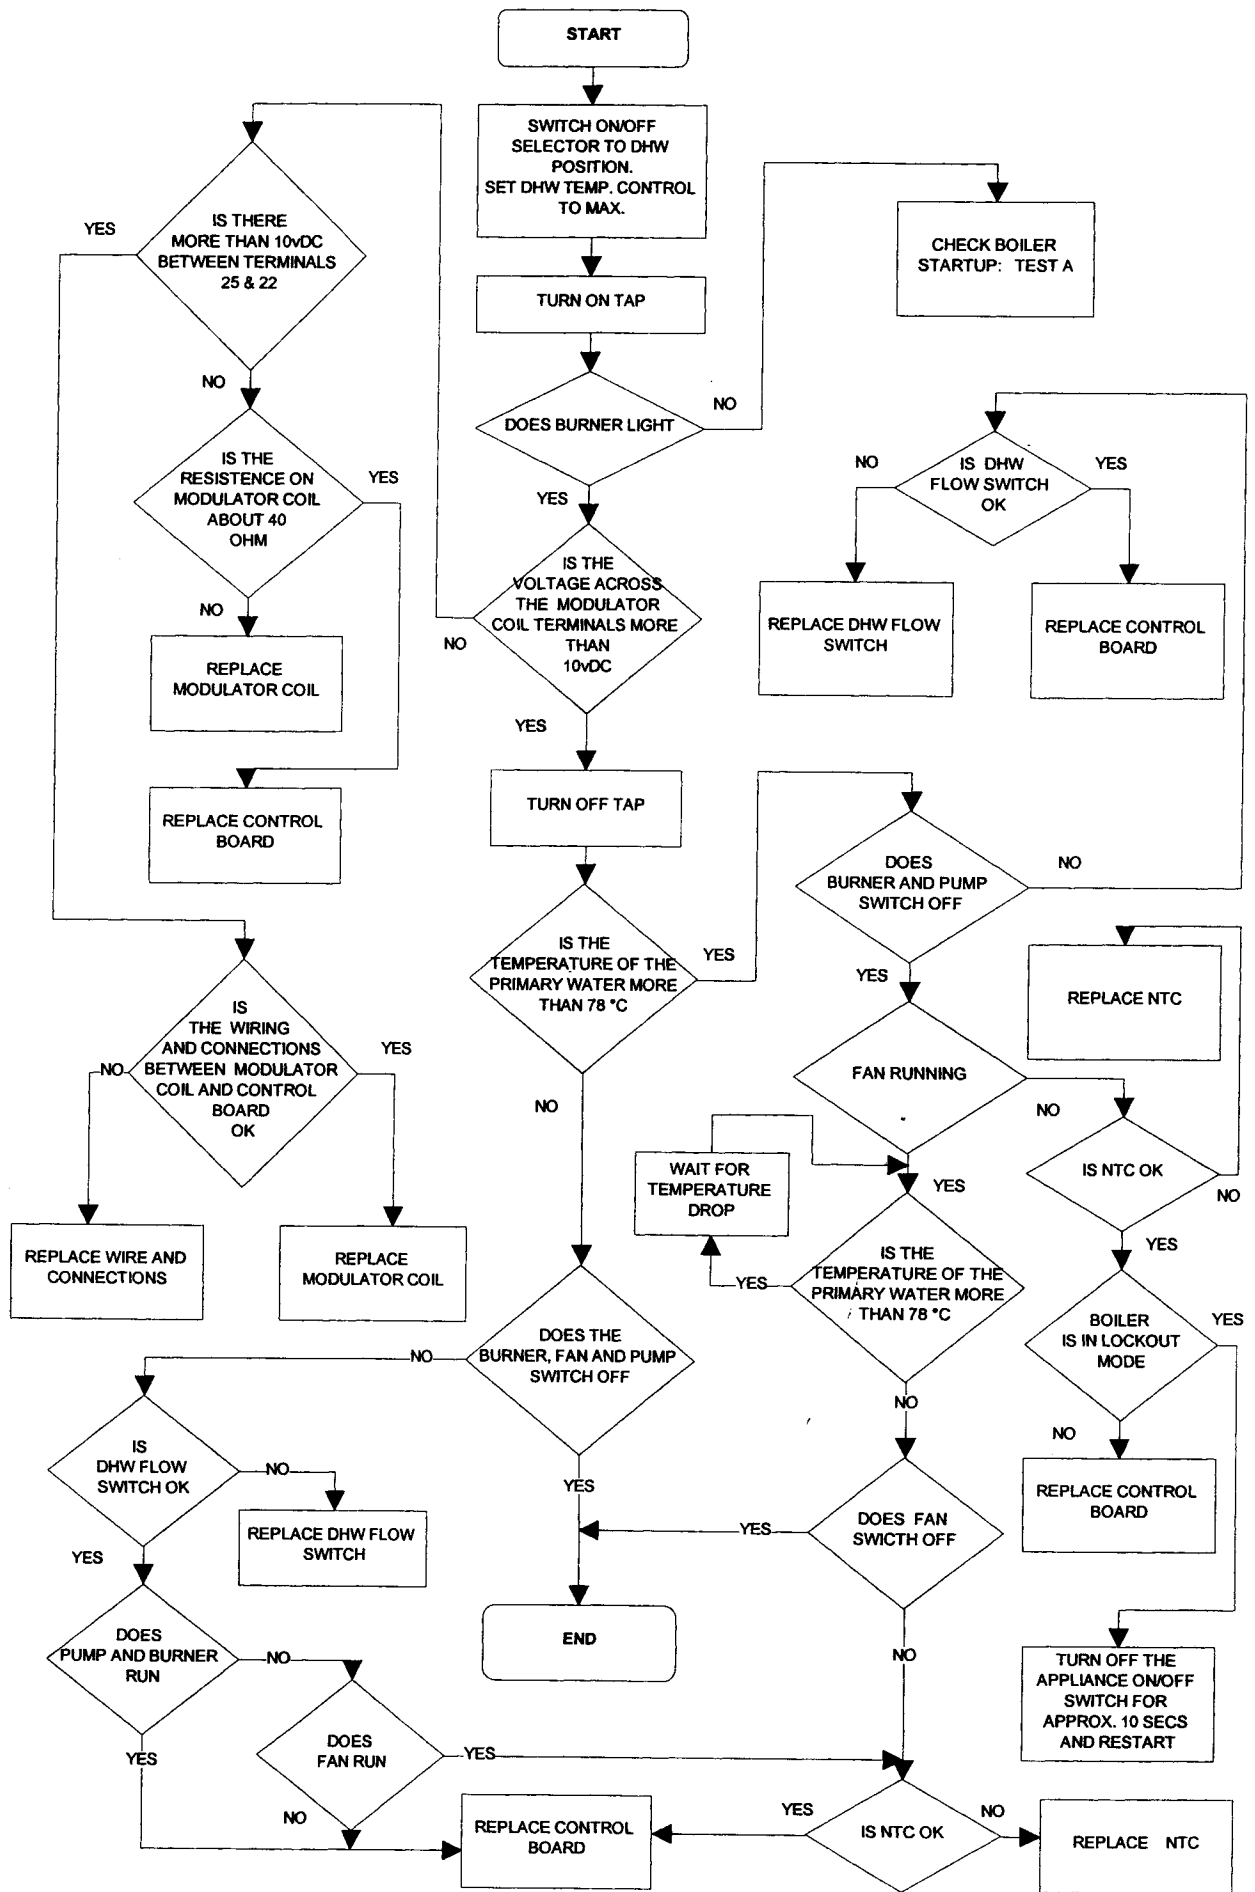 START
SWITCH ON/OFF
SELECTOR TO DHW
POSITION.
SET DHW TEMP. CONTROL
TO MAX.
YES
IS THERE
MORE THAN 10vDC
BETWEEN TERMINALS
25 & 22
CHECK BOILER
STARTUP: TEST A
TURN ON TAP
NO
DOES BURNER LIGHT
NO
IS THE
RESISTENCE ON
MODULATOR COIL
ABOUT 40
OHM
YES
YES
NO
IS DHW
FLOW SWITCH
OK
YES
IS THE
VOLTAGE ACROSS
THE MODULATOR
COIL TERMINALS MORE
THAN
10vDC
NO
NO
REPLACE DHW FLOW
SWITCH
REPLACE CONTROL
BOARD
REPLACE
MODULATOR COIL
YES
TURN OFF TAP
REPLACE CONTROL
BOARD
DOES
BURNER AND PUMP
SWITCH OFF
NO
IS THE
TEMPERATURE OF THE
PRIMARY WATER MORE
THAN 78 °C
YES
YES
REPLACE NTC
IS
THE WIRING
AND CONNECTIONS
BETWEEN MODULATOR
COIL AND CONTROL
BOARD
OK
NO
YES
FAN RUNNING
NO
NO
WAIT FOR
TEMPERATURE
DROP
YES
IS NTC OK
NO
REPLACE WIRE AND
CONNECTIONS
REPLACE
MODULATOR COIL
YES
IS THE
TEMPERATURE OF THE
PRIMARY WATER MORE
THAN 78 °C
YES
BOILER
IS IN LOCKOUT
MODE
YES
DOES THE
BURNER, FAN AND PUMP
SWITCH OFF
NO
NO
NO
IS
DHW FLOW
SWITCH OK
NO
YES
REPLACE CONTROL
BOARD
REPLACE DHW FLOW
SWITCH
YES
DOES FAN
SWICTH OFF
YES
END
DOES
PUMP AND BURNER
RUN
NO
NO
TURN OFF THE
APPLIANCE ON/OFF
SWITCH FOR
APPROX. 10 SECS
AND RESTART
YES
DOES
FAN RUN
YES
NO
REPLACE CONTROL
BOARD
YES
IS NTC OK
NO
REPLACE NTC